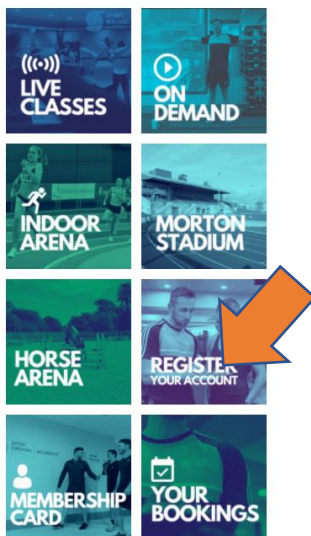 LIVE
CLASSES
ON
DEMAND
INDOOR
ARENA
MORTON
STADIUM
HORSE
ARENA
REGISTER
YOUR ACCOUNT
MEMBERSHIP
CARD
YOUR
BOOKINGS